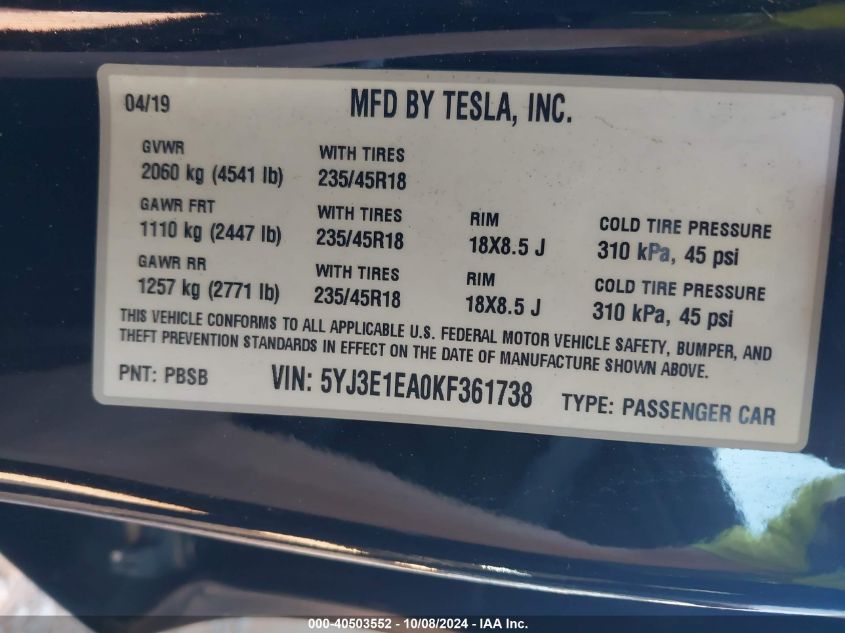 04/19 MFD BY TESLA, INC.
GVWR
2060 kg (4541 lb)
WITH TIRES
235/45R18
GAWR FRT
1110 kg (2447 lb)
WITH TIRES
235/45R18
RIM
18X8.5 J
COLD TIRE PRESSURE
310 kPa, 45 psi
GAWR RR
1257 kg (2771 lb)
WITH TIRES
235/45R18
RIM
18X8.5 J
COLD TIRE PRESSURE
310 kPa, 45 psi
THIS VEHICLE CONFORMS TO ALL APPLICABLE U.S. FEDERAL MOTOR VEHICLE SAFETY, BUMPER, AND
THEFT PREVENTION STANDARDS IN EFFECT ON THE DATE OF MANUFACTURE SHOWN ABOVE.
PNT: PBSB VIN: 5YJ3E1EA0KF361738 TYPE: PASSENGER CAR
000-40503552 - 10/08/2024 - IAA Inc.